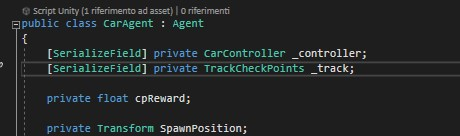 Script Unity (1 riferimento ad asset) | 0 riferimenti
public class CarAgent : Agent
{
[SerializeField] private CarController _controller;
[SerializeField] private TrackCheckPoints _track;
private float cpReward;
private Transform SpawnPosition;